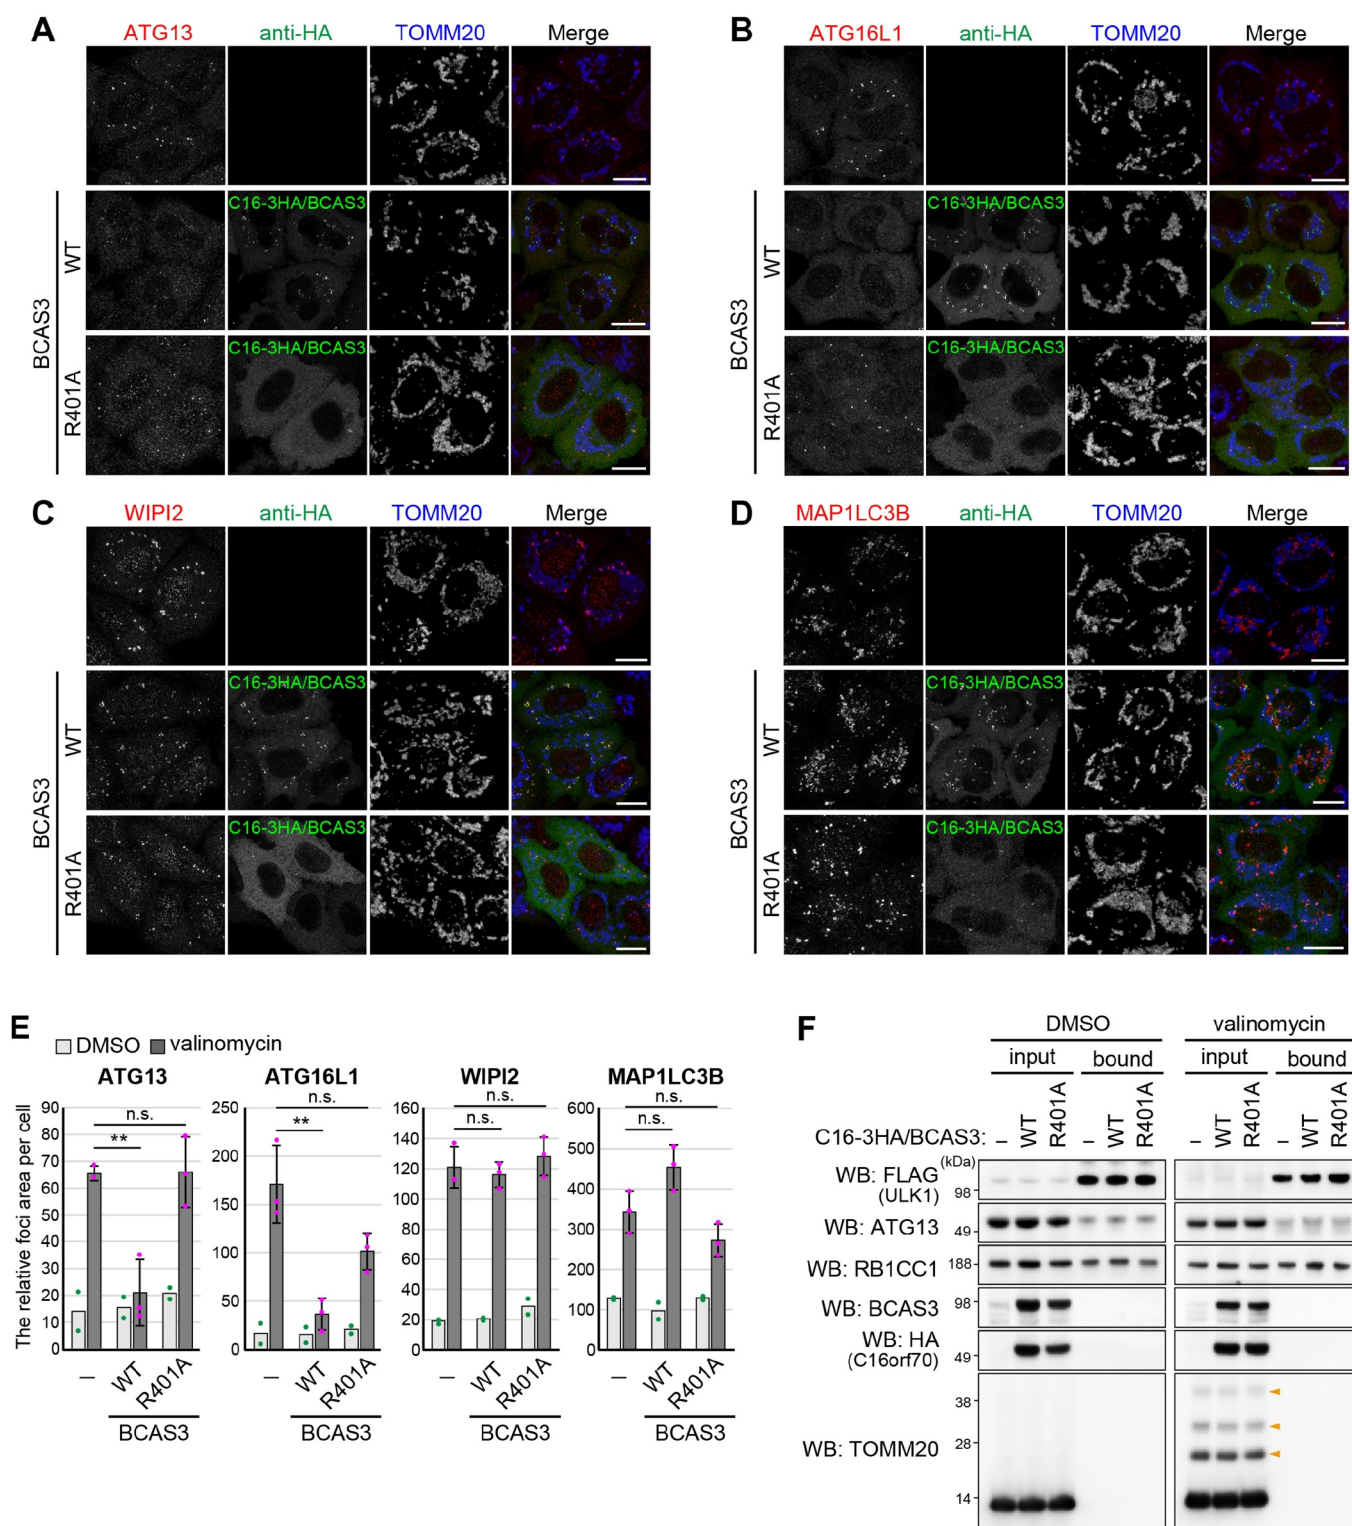 A
ATG13 anti-HA TOMM20 Merge
C16-3HA/BCAS3
WT
C16-3HA/BCAS3
R401A
BCAS3
B
ATG16L1 anti-HA TOMM20 Merge
C16-3HA/BCAS3
WT
C16-3HA/BCAS3
R401A
BCAS3
C
WIPI2 anti-HA TOMM20 Merge
C16-3HA/BCAS3
WT
C16-3HA/BCAS3
R401A
BCAS3
D
MAP1LC3B anti-HA TOMM20 Merge
C16-3HA/BCAS3
WT
C16-3HA/BCAS3
R401A
BCAS3
E
DMSO valinomycin
The relative foci area per cell
ATG13
n.s.
**
90
80
70
60
50
40
30
20
10
0
– WT R401A
BCAS3
ATG16L1
n.s.
**
250
200
150
100
50
0
– WT R401A
BCAS3
WIPI2
n.s.
n.s.
160
140
120
100
80
60
40
20
0
– WT R401A
BCAS3
MAP1LC3B
n.s.
n.s.
600
500
400
300
200
100
0
– WT R401A
BCAS3
F
DMSO valinomycin
input bound input bound
C16-3HA/BCAS3: – WT R401A – WT R401A – WT R401A – WT R401A
(kDa)
WB: FLAG
(ULK1)
98
WB: ATG13
49
WB: RB1CC1
188
WB: BCAS3
98
WB: HA
(C16orf70)
49
38
28
WB: TOMM20
14